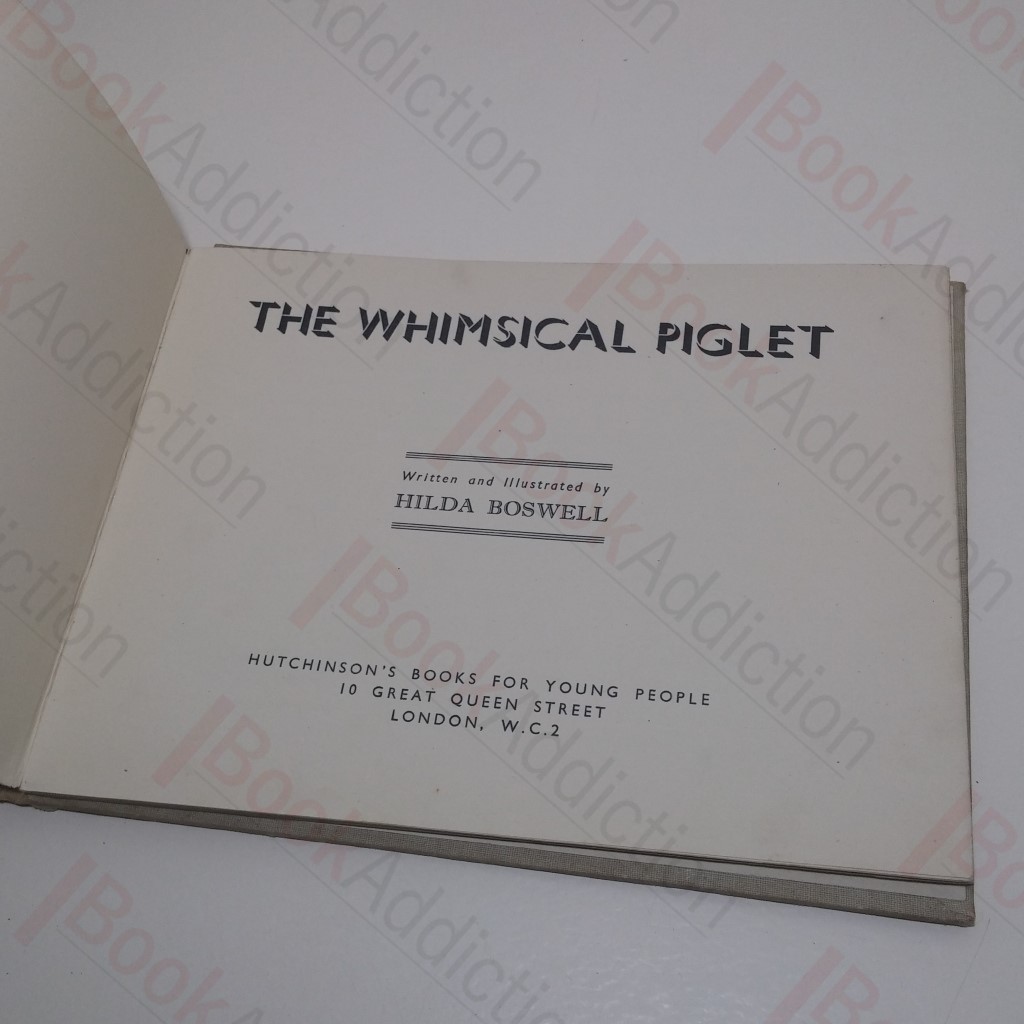 THE WHIMSICAL PIGLET
Written and Illustrated by
HILDA BOSWELL
HUTCHINSON'S BOOKS FOR YOUNG PEOPLE
10 GREAT QUEEN STREET
LONDON, W.C.2
BookAddiction